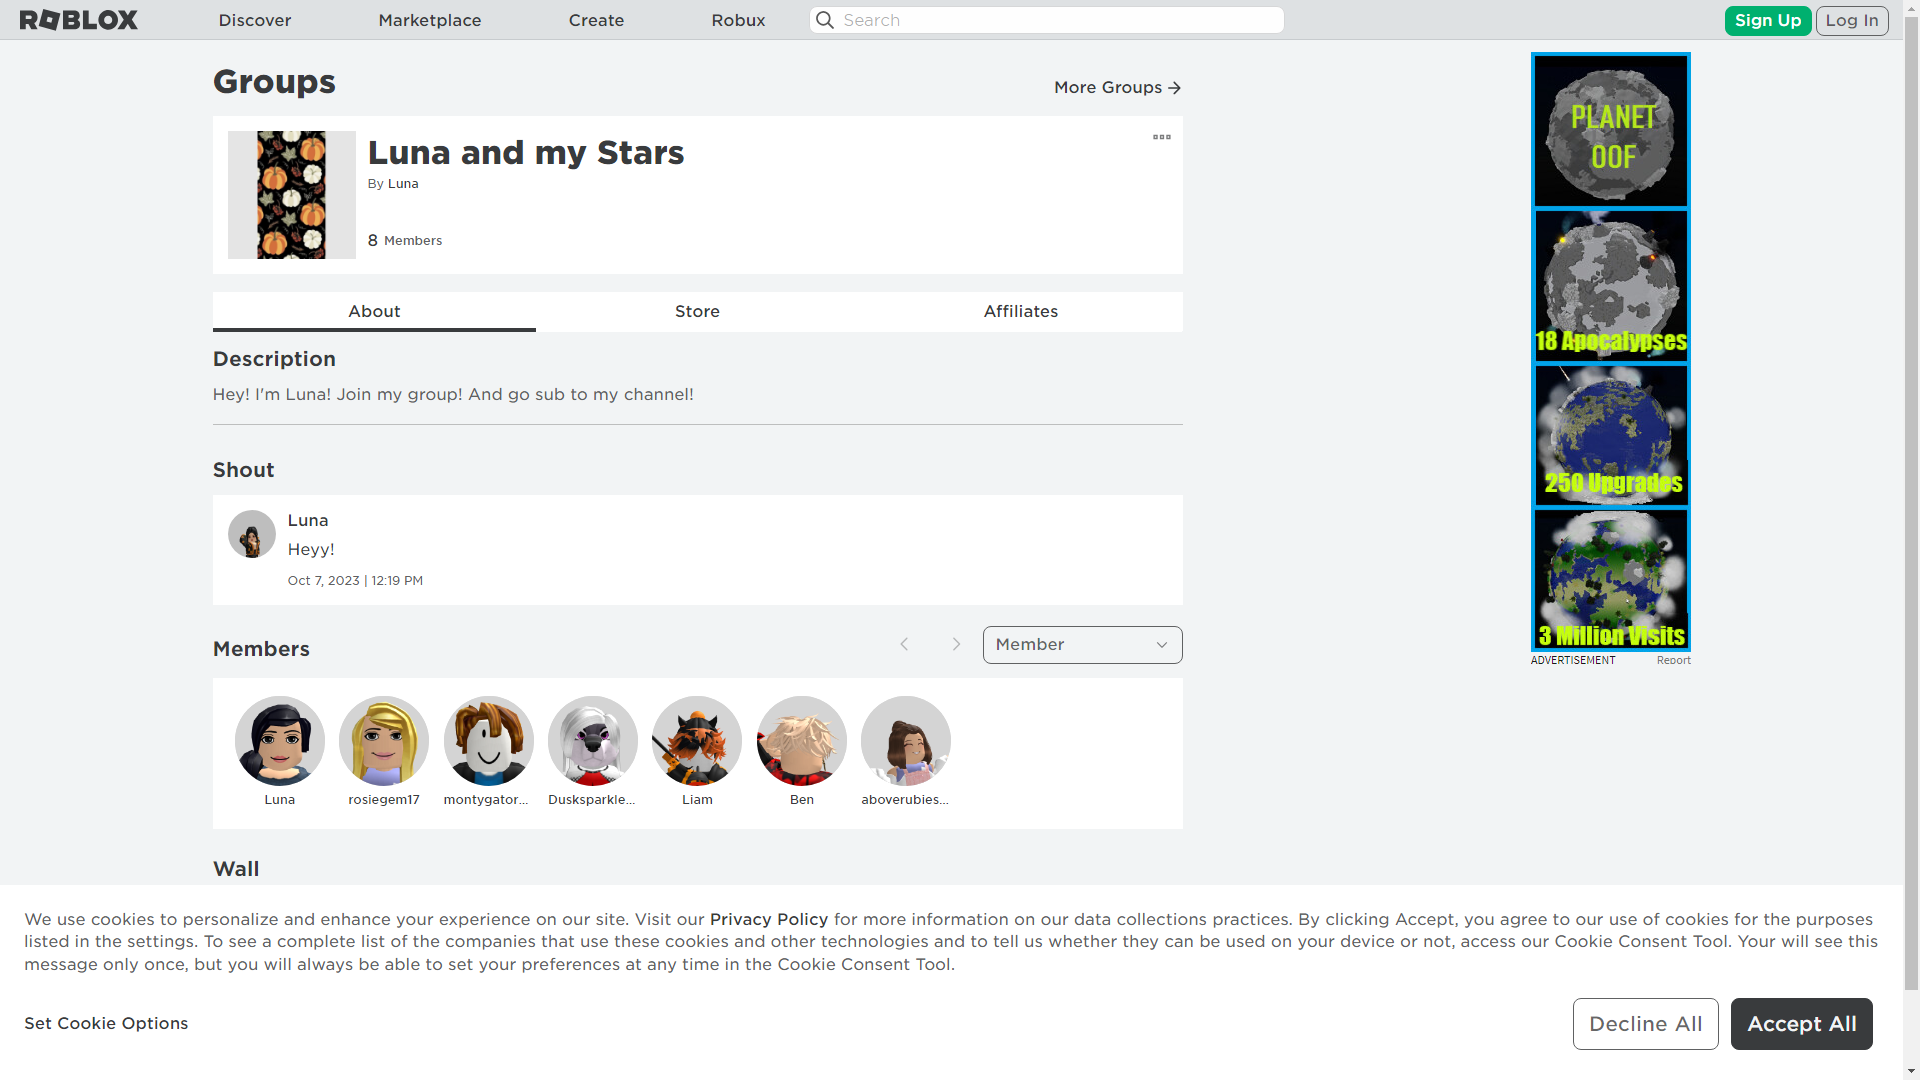 ROBLOX
Discover
Marketplace
Create
Robux
Search
Sign Up
Log In
Groups
More Groups
Luna and my Stars
By Luna
8 Members
About
Store
Affiliates
Description
Hey! I'm Luna! Join my group! And go sub to my channel!
Shout
Luna
Heyy!
Oct 7, 2023 | 12:19 PM
Members
Member
Luna
rosiegem17
montygator...
Dusksparkle...
Liam
Ben
aboverubies...
Wall
PLANET
OOF
18 Apocalypses
250 Upgrades
3 Million Visits
ADVERTISEMENT
Report
We use cookies to personalize and enhance your experience on our site. Visit our Privacy Policy for more information on our data collections practices. By clicking Accept, you agree to our use of cookies for the purposes
listed in the settings. To see a complete list of the companies that use these cookies and other technologies and to tell us whether they can be used on your device or not, access our Cookie Consent Tool. Your will see this
message only once, but you will always be able to set your preferences at any time in the Cookie Consent Tool.
Set Cookie Options
Decline All
Accept All